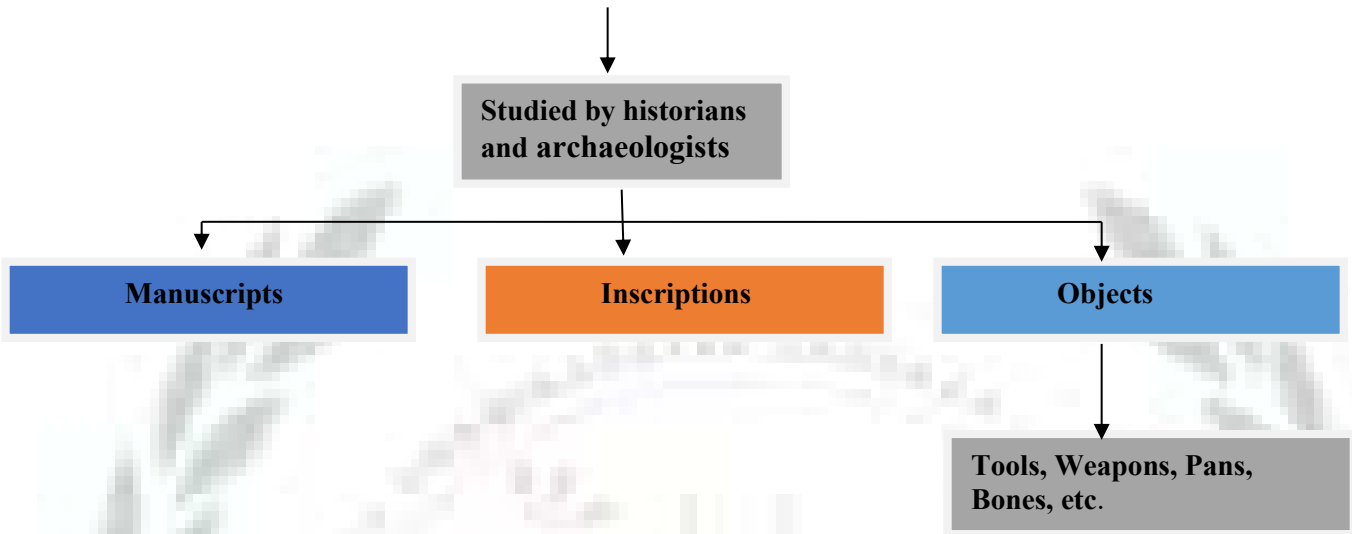 Studied by historians
and archaeologists
Manuscripts
Inscriptions
Objects
Tools, Weapons, Pans,
Bones, etc.